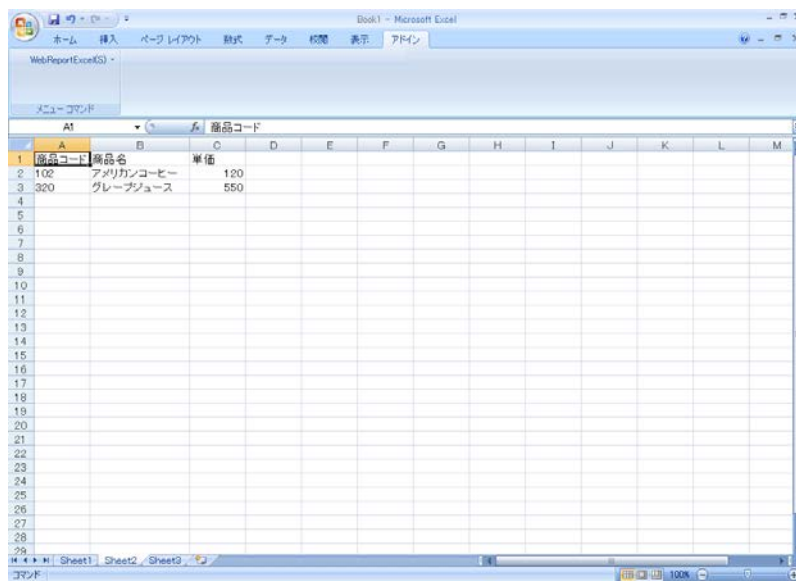 Book1 - Microsoft Excel
ホーム 挿入 ページ レイアウト 数式 データ 校閲 表示 アドイン
WebReportExcel(S)
メニュー コマンド
A1 fx 商品コード
A B C D E F G H I J K L M
1 商品コード 商品名 単価
2 102 アメリカンコーヒー 120
3 320 グレープジュース 550
4
5
6
7
8
9
10
11
12
13
14
15
16
17
18
19
20
21
22
23
24
25
26
27
28
29
Sheet1 Sheet2 Sheet3
コマンド 100%